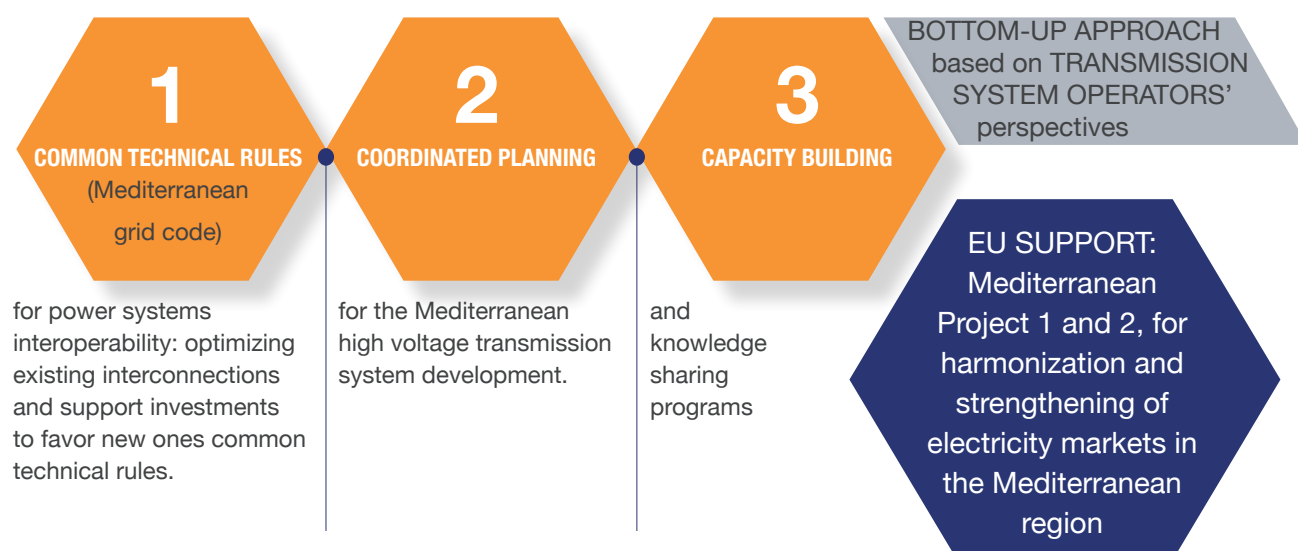 1
COMMON TECHNICAL RULES
(Mediterranean
grid code)
for power systems
interoperability: optimizing
existing interconnections
and support investments
to favor new ones common
technical rules.
2
COORDINATED PLANNING
for the Mediterranean
high voltage transmission
system development.
3
CAPACITY BUILDING
and
knowledge
sharing
programs
BOTTOM-UP APPROACH
based on TRANSMISSION
SYSTEM OPERATORS’
perspectives
EU SUPPORT:
Mediterranean
Project 1 and 2, for
harmonization and
strengthening of
electricity markets in
the Mediterranean
region